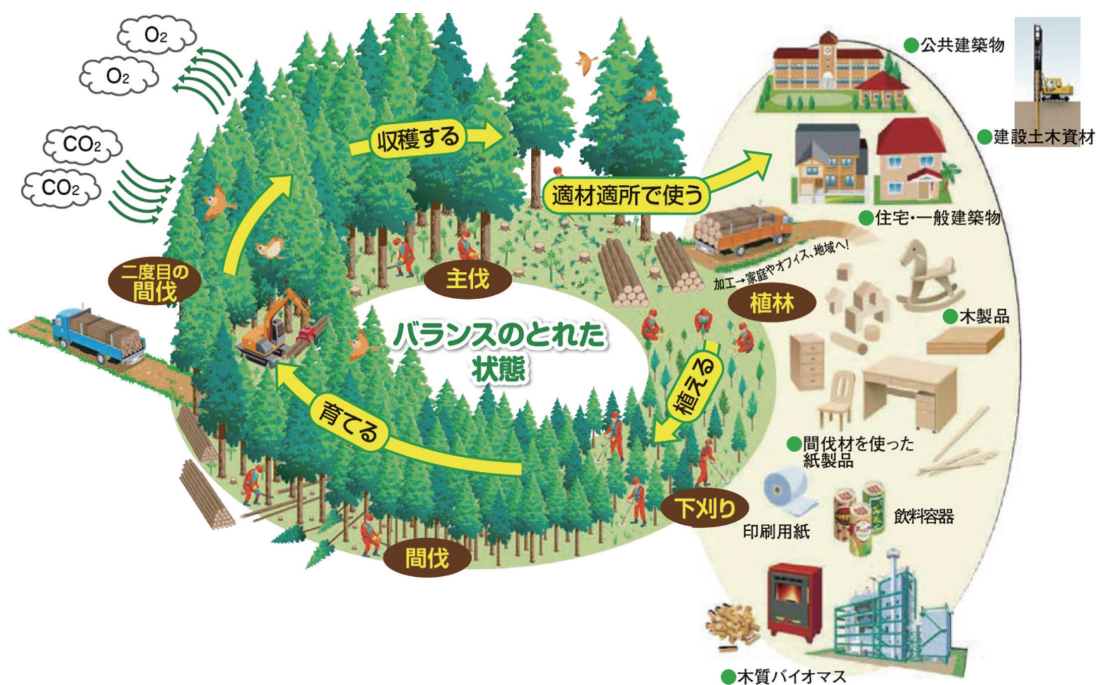 O2
O2
CO2
CO2
収穫する
適材適所で使う
二度目の
間伐
主伐
植林
加工→家庭やオフィス、地域へ!
バランスのとれた
状態
植える
育てる
下刈り
間伐
●公共建築物
●建設土木資材
●住宅・一般建築物
●木製品
●間伐材を使った
紙製品
印刷用紙
飲料容器
●木質バイオマス